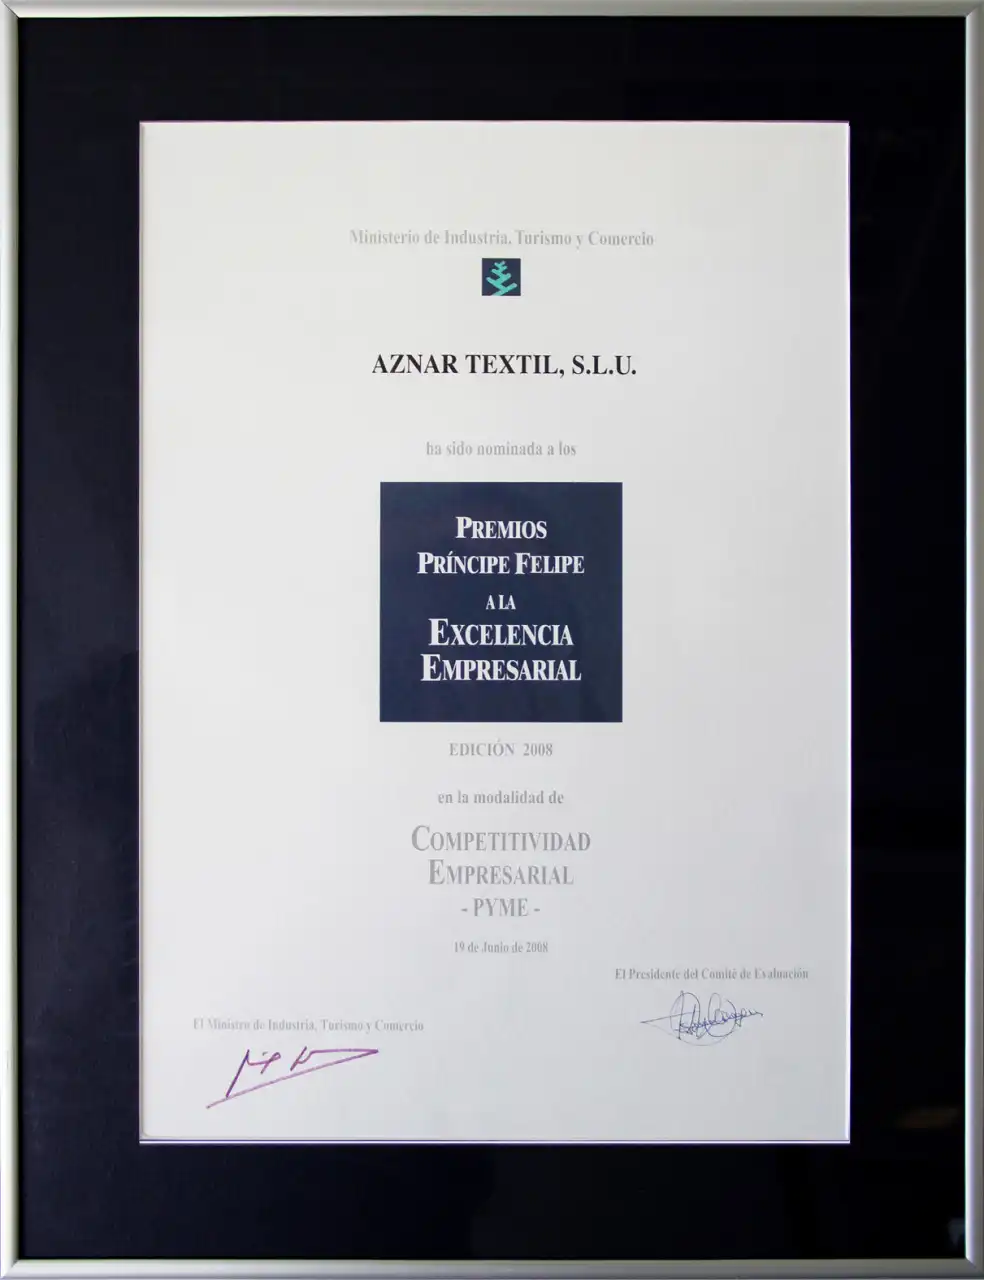 Ministerio de Industria, Turismo y Comercio
AZNAR TEXTIL, S.L.U.
ha sido nominada a los
PREMIOS
PRÍNCIPE FELIPE
A LA
EXCELENCIA
EMPRESARIAL
EDICIÓN 2008
en la modalidad de
COMPETITIVIDAD
EMPRESARIAL
- PYME -
19 de Junio de 2008
El Presidente del Comité de Evaluación
El Ministro de Industria, Turismo y Comercio